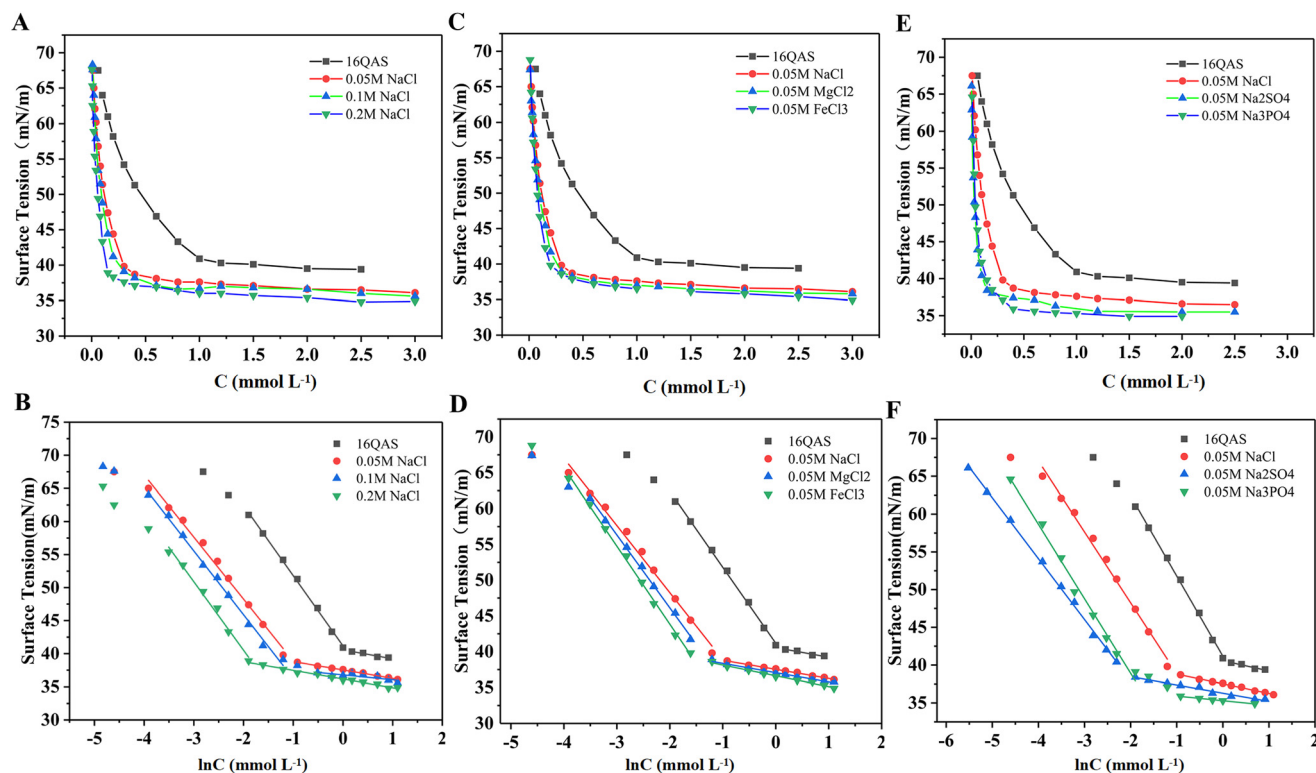 A
Surface Tension ( mN/m)
70
65
60
55
50
45
40
35
30
0.0 0.5 1.0 1.5 2.0 2.5 3.0
C (mmol L-1)
16QAS
0.05M NaCl
0.1M NaCl
0.2M NaCl
C
Surface Tension ( mN/m)
70
65
60
55
50
45
40
35
30
0.0 0.5 1.0 1.5 2.0 2.5 3.0
C (mmol L-1)
16QAS
0.05M NaCl
0.05M MgCl2
0.05M FeCl3
E
Surface Tension (mN/m)
70
65
60
55
50
45
40
35
0.0 0.5 1.0 1.5 2.0 2.5 3.0
C (mmol L-1)
16QAS
0.05M NaCl
0.05M Na2SO4
0.05M Na3PO4
B
Surface Tension(mN/m)
75
70
65
60
55
50
45
40
35
30
-5 -4 -3 -2 -1 0 1 2
lnC (mmol L-1)
16QAS
0.05M NaCl
0.1M NaCl
0.2M NaCl
D
Surface Tension ( mN/m)
70
65
60
55
50
45
40
35
30
-5 -4 -3 -2 -1 0 1 2
lnC (mmol L-1)
16QAS
0.05M NaCl
0.05M MgCl2
0.05M FeCl3
F
Surface Tension(mN/m)
70
65
60
55
50
45
40
35
-6 -5 -4 -3 -2 -1 0 1 2
lnC (mmol L-1)
16QAS
0.05M NaCl
0.05M Na2SO4
0.05M Na3PO4